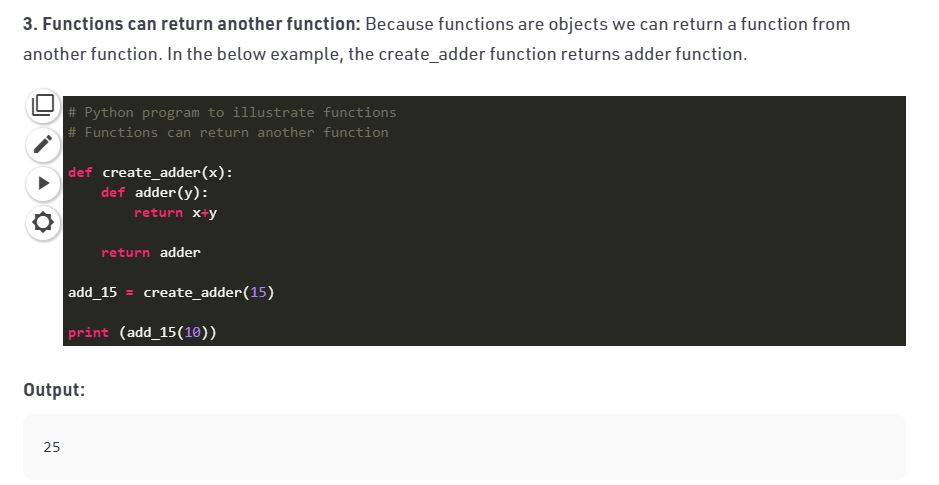 3. Functions can return another function: Because functions are objects we can return a function from
another function. In the below example, the create_adder function returns adder function.
# Python program to illustrate functions
# Functions can return another function
def create_adder(x):
    def adder(y):
        return x+y
    return adder
add_15 = create_adder(15)
print (add_15(10))
Output:
25